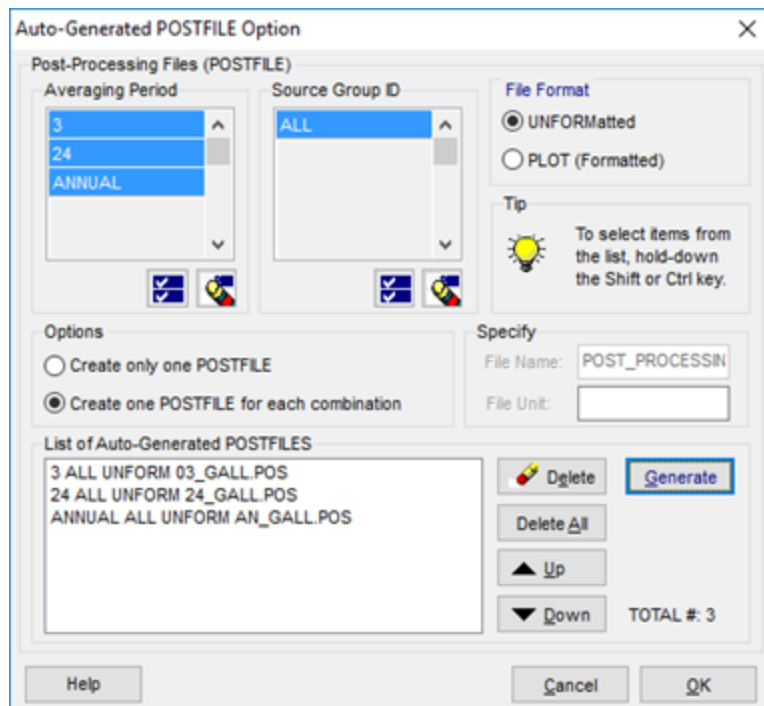 Auto-Generated POSTFILE Option
Post-Processing Files (POSTFILE)
Averaging Period
3
24
ANNUAL
Source Group ID
ALL
File Format
UNFORMatted
PLOT (Formatted)
Tip
To select items from
the list, hold-down
the Shift or Ctrl key.
Options
Create only one POSTFILE
Create one POSTFILE for each combination
Specify
File Name: POST_PROCESSIN
File Unit:
List of Auto-Generated POSTFILES
3 ALL UNFORM 03_GALL.POS
24 ALL UNFORM 24_GALL.POS
ANNUAL ALL UNFORM AN_GALL.POS
Delete
Generate
Delete All
Up
Down
TOTAL #: 3
Help
Cancel
OK